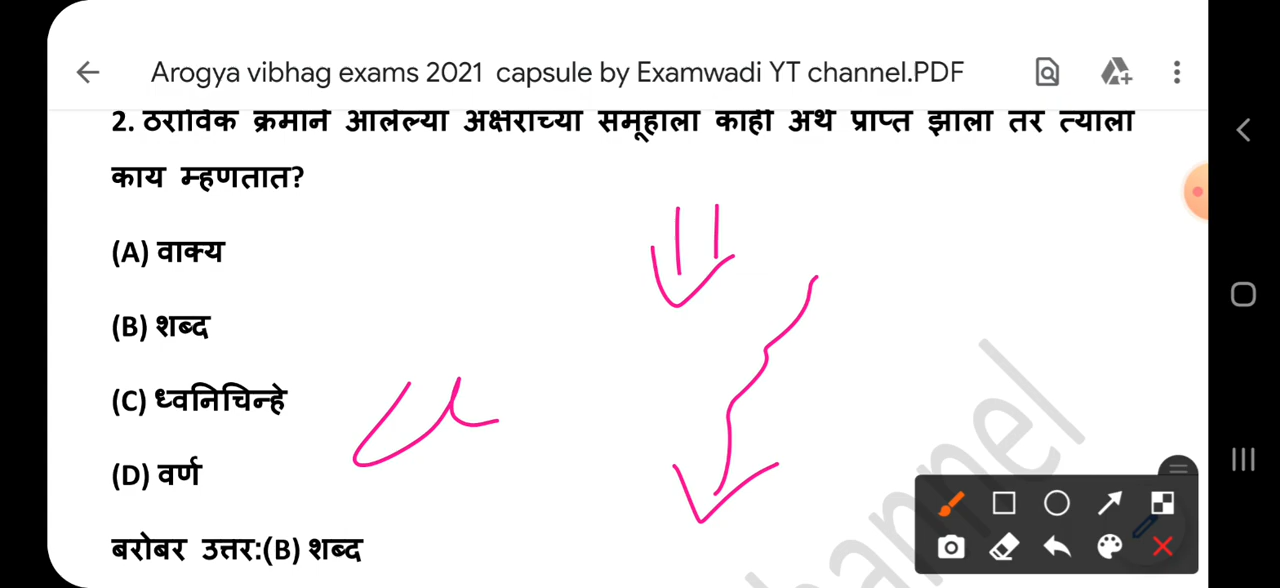 Arogya vibhag exams 2021 capsule by Examwadi YT channel.PDF
2. ठराविक क्रमाने आलेल्या अक्षराच्या समूहाला काही अर्थ प्राप्त झाला तर त्याला
काय म्हणतात?
(A) वाक्य
(B) शब्द
(C) ध्वनिचिन्हे
(D) वर्ण
बरोबर उत्तर:(B) शब्द
hannel